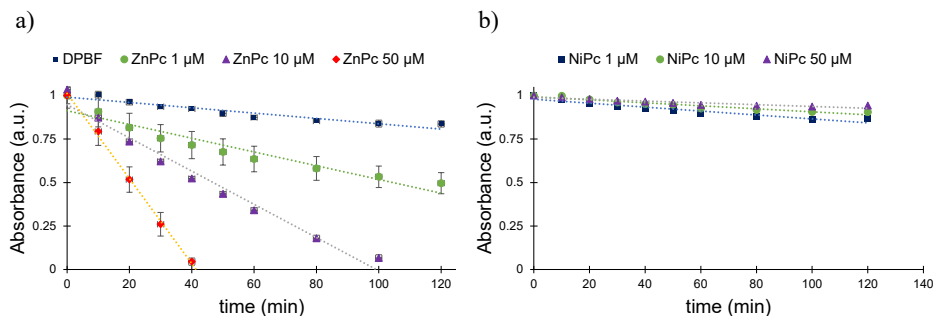 a)
DPBF ZnPc 1 µM ZnPc 10 µM ZnPc 50 µM
1
0.75
0.5
0.25
0
0 20 40 60 80 100 120
Absorbance (a.u.)
time (min)
b)
NiPc 1 µM NiPc 10 µM NiPc 50 µM
1
0.75
0.5
0.25
0
0 20 40 60 80 100 120 140
Absorbance (a.u.)
time (min)